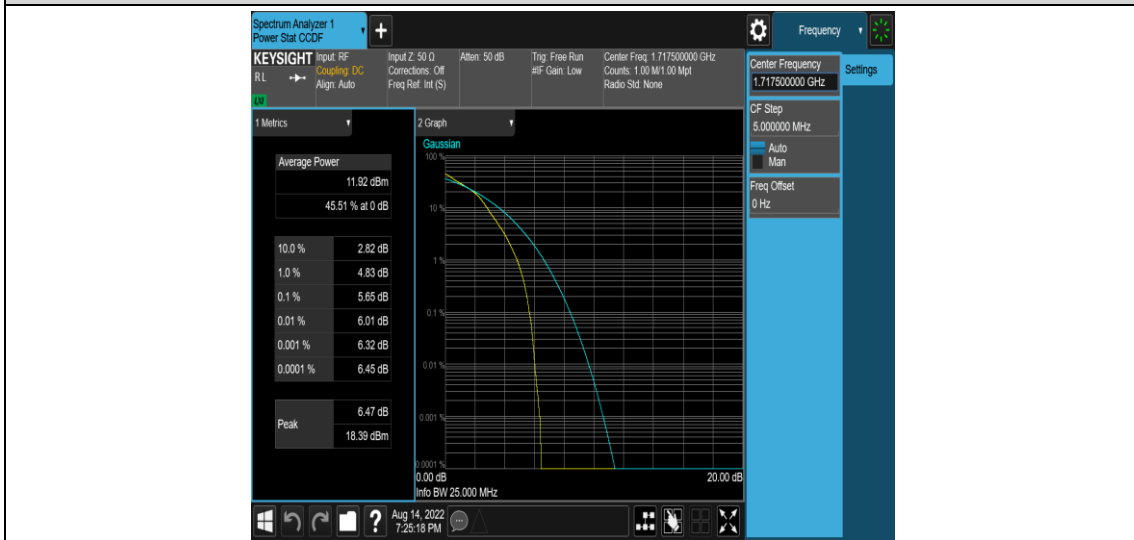 Spectrum Analyzer 1
Power Stat CCDF
+
Frequency
KEYSIGHT
RL
LXI
Input: RF
Coupling: DC
Align: Auto
Input Z: 50 Ω
Corrections: Off
Freq Ref: Int (S)
Atten: 50 dB
Trig: Free Run
#IF Gain: Low
Center Freq: 1.717500000 GHz
Counts: 1.00 M/1.00 Mpt
Radio Std: None
Center Frequency
1.717500000 GHz
Settings
CF Step
5.000000 MHz
Auto
Man
Freq Offset
0 Hz
1 Metrics
Average Power
11.92 dBm
45.51 % at 0 dB
10.0 % 2.82 dB
1.0 % 4.83 dB
0.1 % 5.65 dB
0.01 % 6.01 dB
0.001 % 6.32 dB
0.0001 % 6.45 dB
Peak
6.47 dB
18.39 dBm
2 Graph
Gaussian
100 %
10 %
1 %
0.1 %
0.01 %
0.001 %
0.0001 %
0.00 dB 20.00 dB
Info BW 25.000 MHz
?
Aug 14, 2022
7:25:18 PM